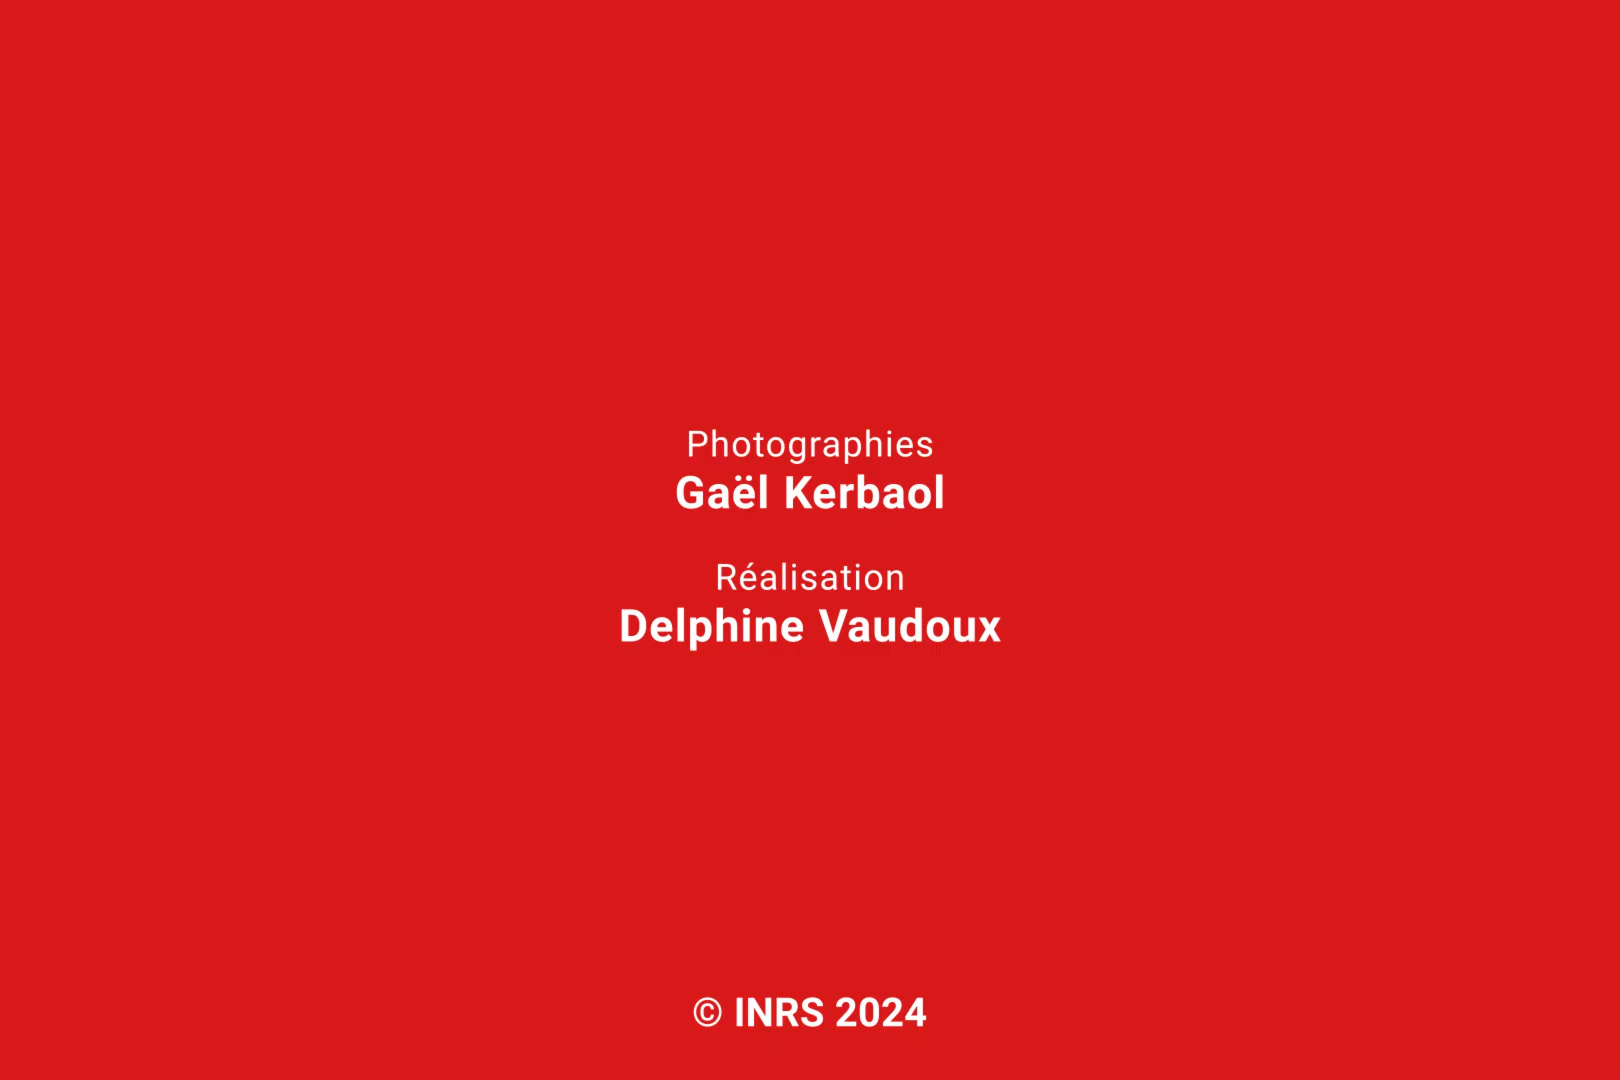 Photographies
Gaël Kerbaol
Réalisation
Delphine Vaudoux
© INRS 2024